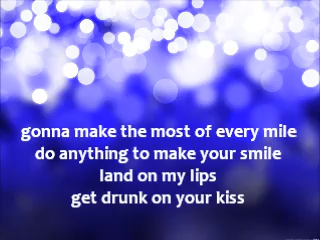 gonna make the most of every mile
do anything to make your smile
land on my lips
get drunk on your kiss